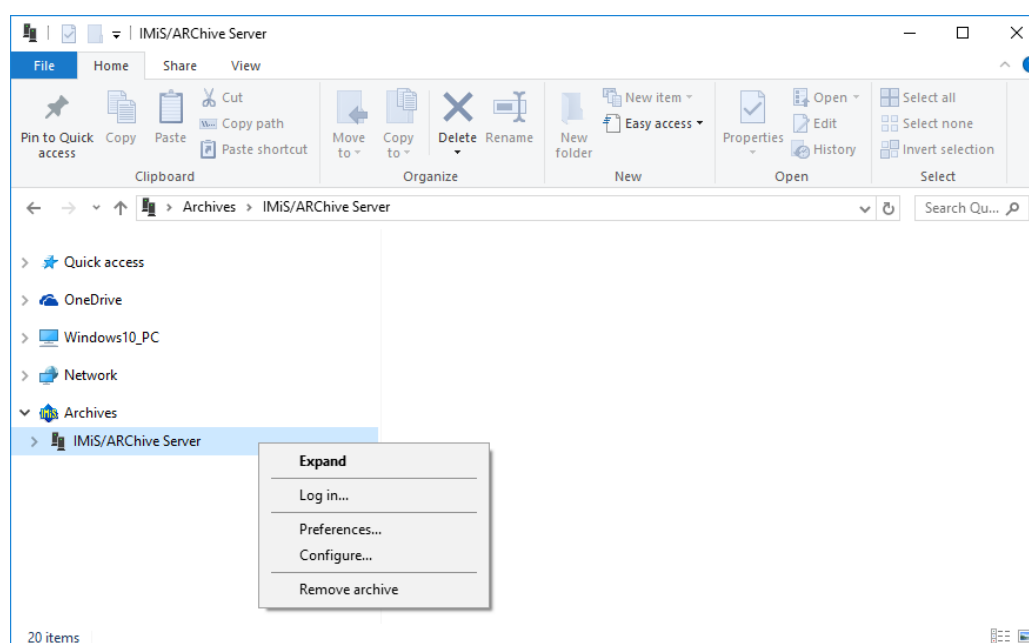 IMiS/ARChive Server
File Home Share View
Pin to Quick access
Copy
Paste
Cut
Copy path
Paste shortcut
Clipboard
Move to
Copy to
Delete
Rename
Organize
New folder
New item
Easy access
New
Properties
Open
Edit
History
Open
Select all
Select none
Invert selection
Select
Archives > IMiS/ARChive Server
Search Qu...
Quick access
OneDrive
Windows10_PC
Network
Archives
IMiS/ARChive Server
Expand
Log in...
Preferences...
Configure...
Remove archive
20 items